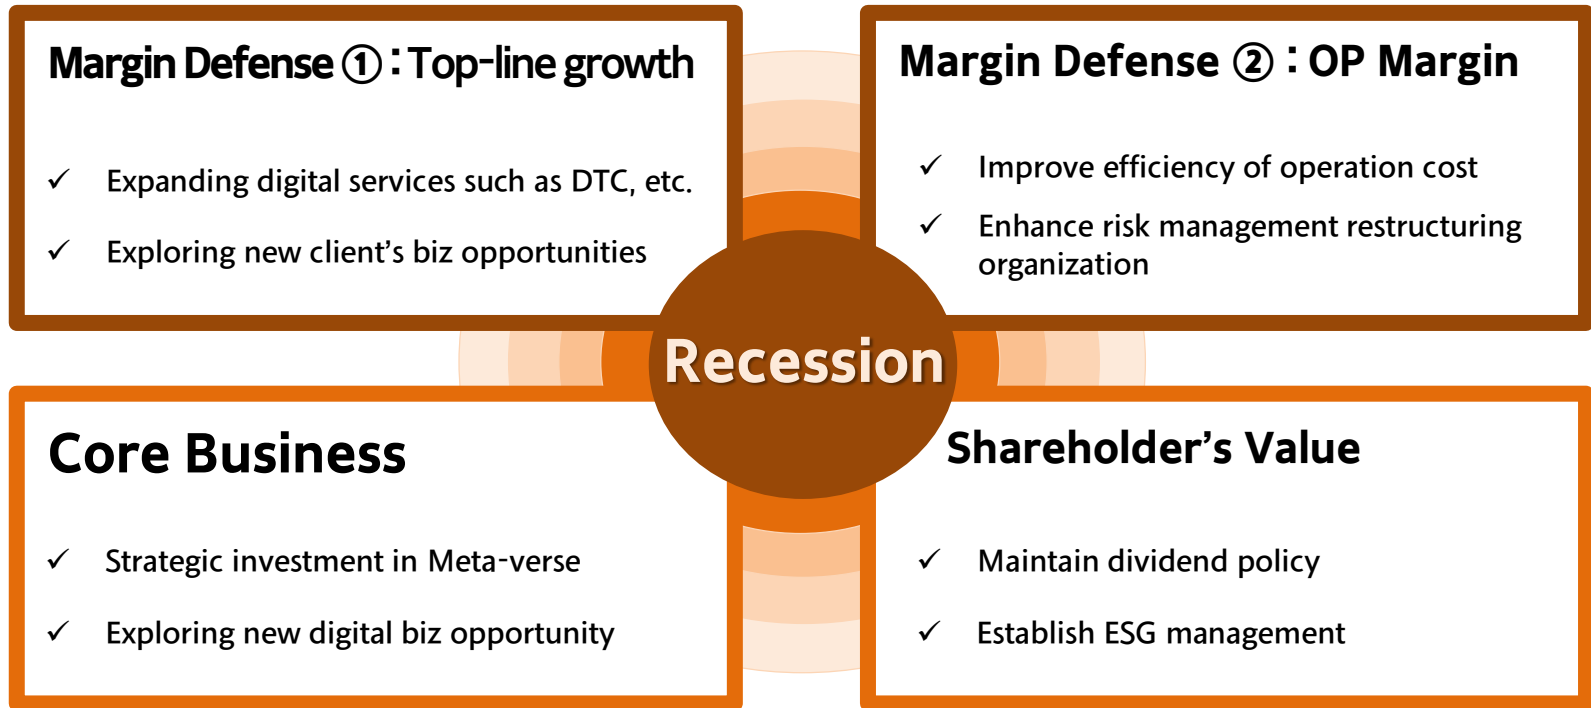 Margin Defense ① : Top-line growth
✓ Expanding digital services such as DTC, etc.
✓ Exploring new client’s biz opportunities
Margin Defense ② : OP Margin
✓ Improve efficiency of operation cost
✓ Enhance risk management restructuring
organization
Recession
Core Business
✓ Strategic investment in Meta-verse
✓ Exploring new digital biz opportunity
Shareholder’s Value
✓ Maintain dividend policy
✓ Establish ESG management